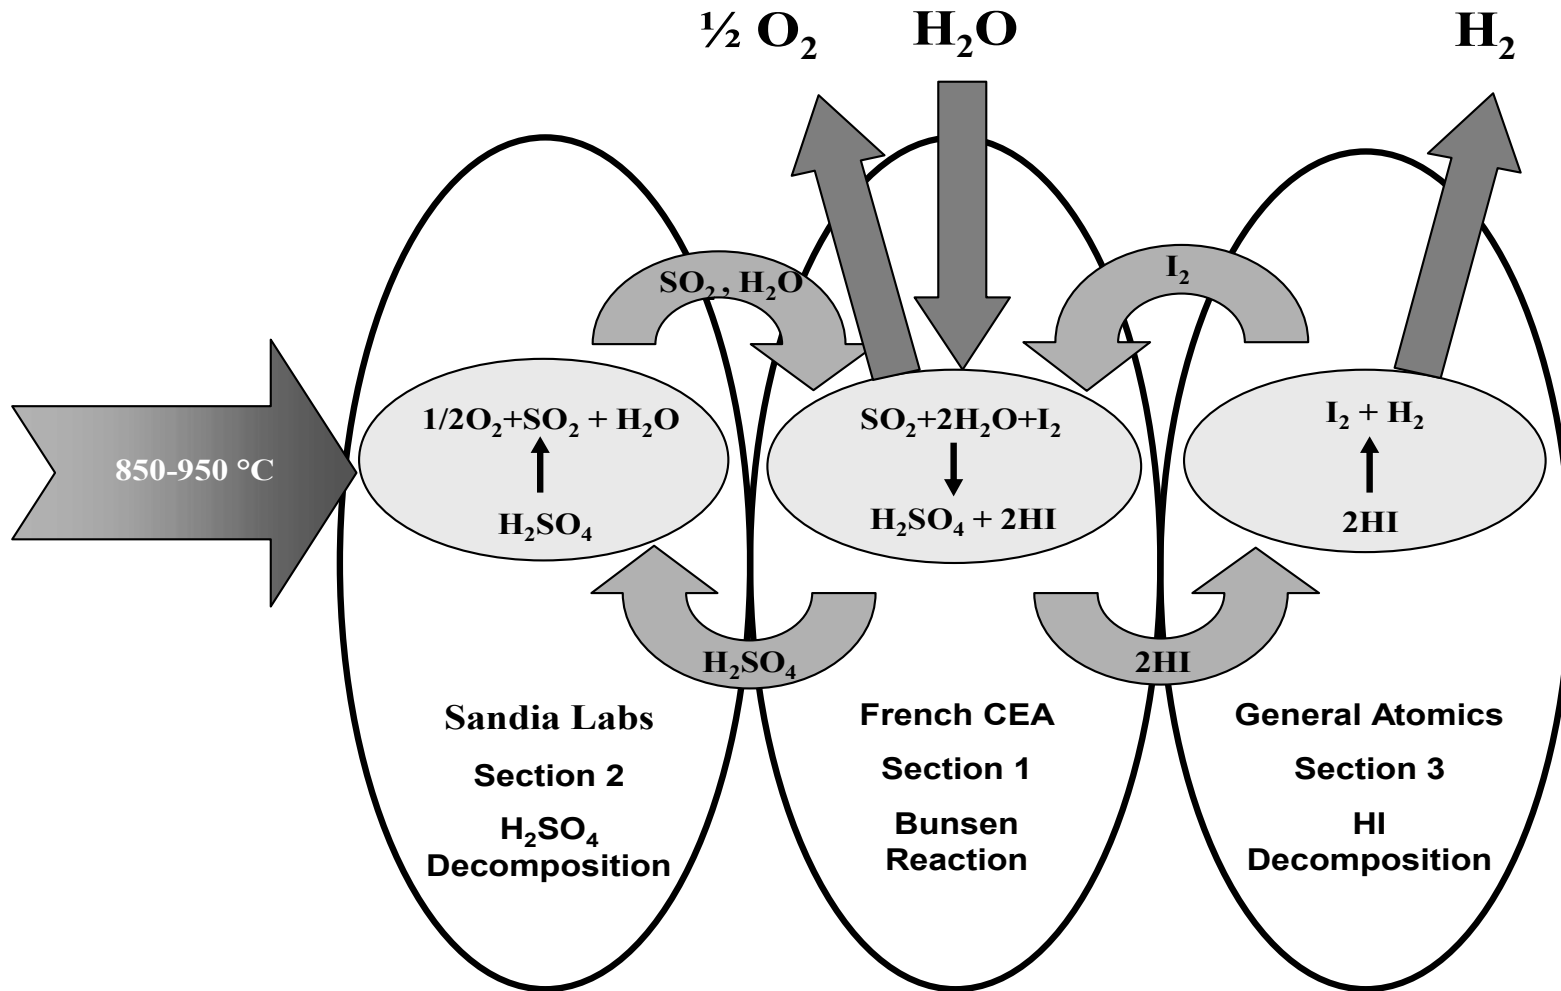 ½ O₂
H₂O
H₂
SO₂ , H₂O
I₂
850-950 °C
1/2O₂+SO₂ + H₂O
H₂SO₄
SO₂+2H₂O+I₂
H₂SO₄ + 2HI
I₂ + H₂
2HI
H₂SO₄
2HI
Sandia Labs
Section 2
H₂SO₄
Decomposition
French CEA
Section 1
Bunsen
Reaction
General Atomics
Section 3
HI
Decomposition